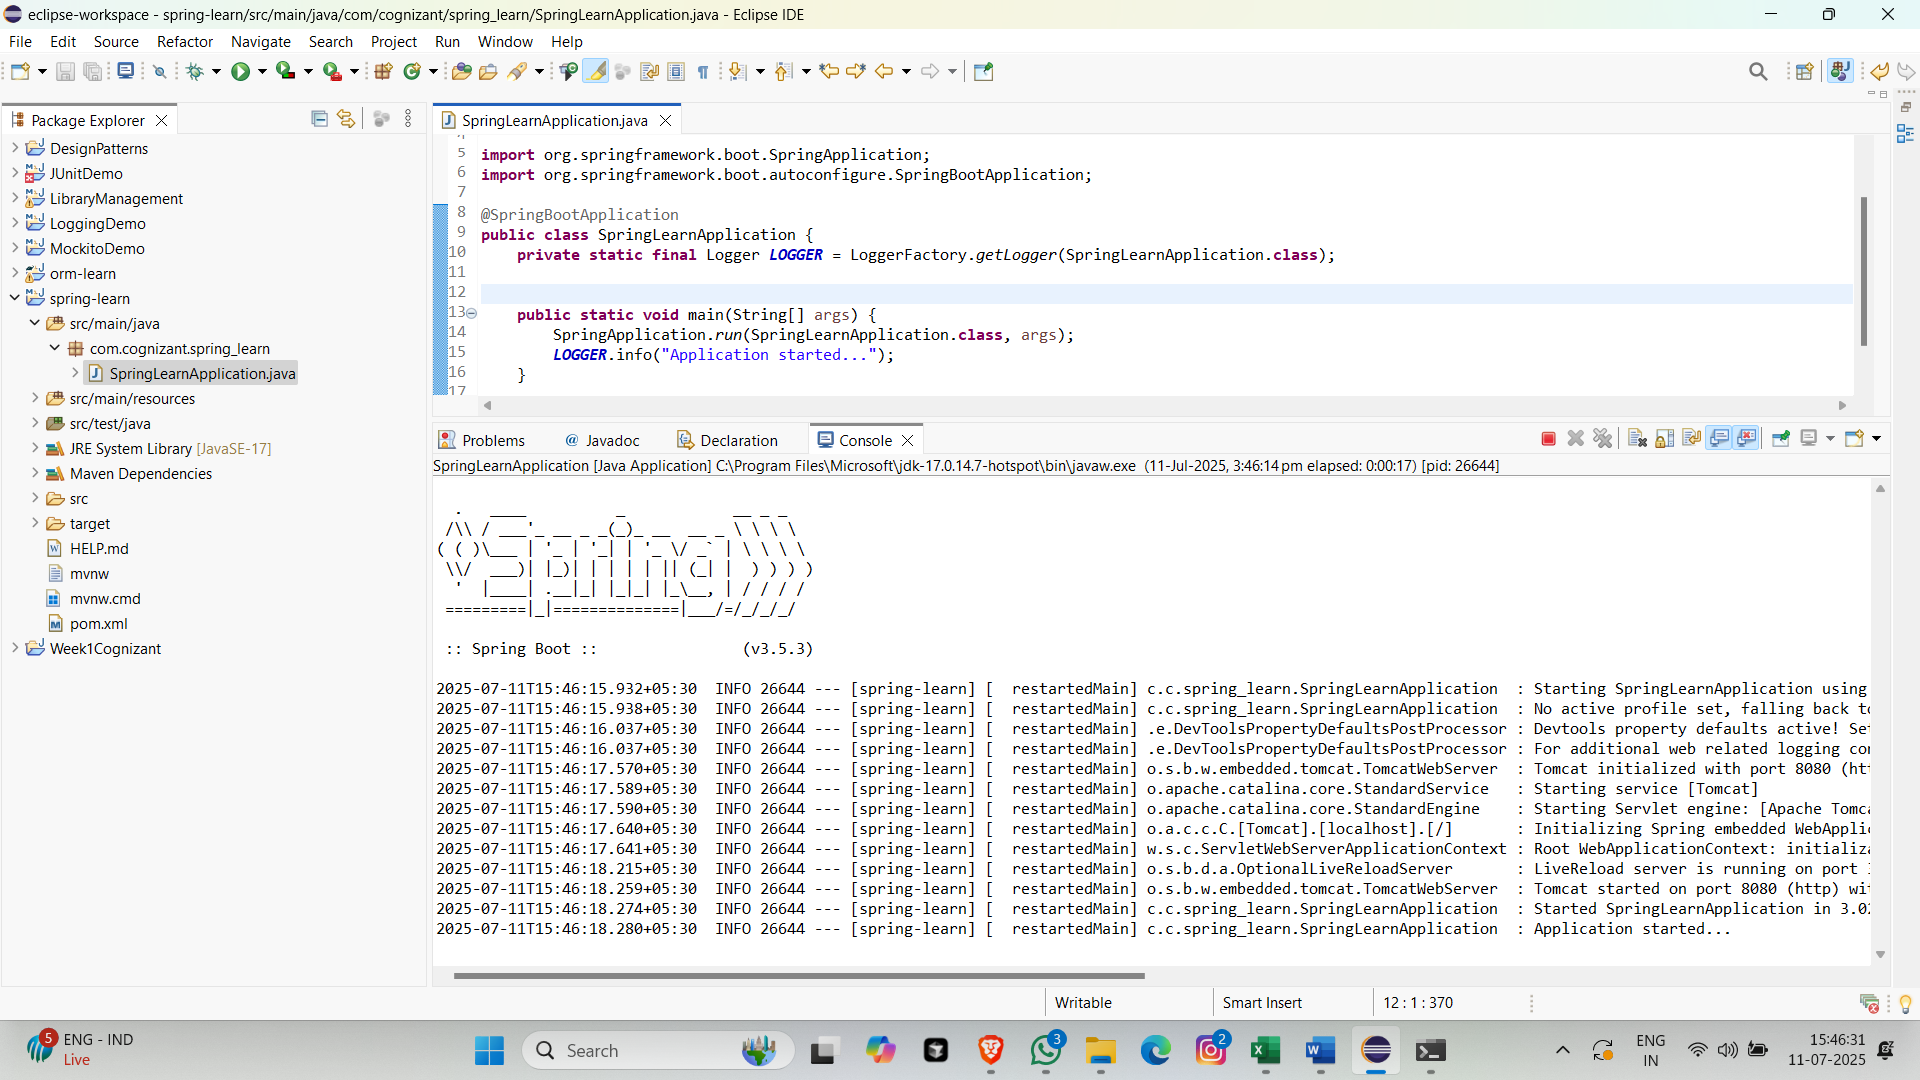 eclipse-workspace - spring-learn/src/main/java/com/cognizant/spring_learn/SpringLearnApplication.java - Eclipse IDE
File Edit Source Refactor Navigate Search Project Run Window Help
Package Explorer
DesignPatterns
JUnitDemo
LibraryManagement
LoggingDemo
MockitoDemo
orm-learn
spring-learn
src/main/java
com.cognizant.spring_learn
SpringLearnApplication.java
src/main/resources
src/test/java
JRE System Library [JavaSE-17]
Maven Dependencies
src
target
HELP.md
mvnw
mvnw.cmd
pom.xml
Week1Cognizant
SpringLearnApplication.java
5 import org.springframework.boot.SpringApplication;
6 import org.springframework.boot.autoconfigure.SpringBootApplication;
7
8 @SpringBootApplication
9 public class SpringLearnApplication {
10 private static final Logger LOGGER = LoggerFactory.getLogger(SpringLearnApplication.class);
11
12
13 public static void main(String[] args) {
14 SpringApplication.run(SpringLearnApplication.class, args);
15 LOGGER.info("Application started...");
16 }
17
Problems Javadoc Declaration Console
SpringLearnApplication [Java Application] C:\Program Files\Microsoft\jdk-17.0.14.7-hotspot\bin\javaw.exe (11-Jul-2025, 3:46:14 pm elapsed: 0:00:17) [pid: 26644]
Spring
:: Spring Boot :: (v3.5.3)
2025-07-11T15:46:15.932+05:30 INFO 26644 --- [spring-learn] [ restartedMain] c.c.spring_learn.SpringLearnApplication : Starting SpringLearnApplication using
2025-07-11T15:46:15.938+05:30 INFO 26644 --- [spring-learn] [ restartedMain] c.c.spring_learn.SpringLearnApplication : No active profile set, falling back to
2025-07-11T15:46:16.037+05:30 INFO 26644 --- [spring-learn] [ restartedMain] .e.DevToolsPropertyDefaultsPostProcessor : Devtools property defaults active! Se
2025-07-11T15:46:16.037+05:30 INFO 26644 --- [spring-learn] [ restartedMain] .e.DevToolsPropertyDefaultsPostProcessor : For additional web related logging co
2025-07-11T15:46:17.570+05:30 INFO 26644 --- [spring-learn] [ restartedMain] o.s.b.w.embedded.tomcat.TomcatWebServer : Tomcat initialized with port 8080 (ht
2025-07-11T15:46:17.589+05:30 INFO 26644 --- [spring-learn] [ restartedMain] o.apache.catalina.core.StandardService : Starting service [Tomcat]
2025-07-11T15:46:17.590+05:30 INFO 26644 --- [spring-learn] [ restartedMain] o.apache.catalina.core.StandardEngine : Starting Servlet engine: [Apache Tomc
2025-07-11T15:46:17.640+05:30 INFO 26644 --- [spring-learn] [ restartedMain] o.a.c.c.C.[Tomcat].[localhost].[/] : Initializing Spring embedded WebAppli
2025-07-11T15:46:17.641+05:30 INFO 26644 --- [spring-learn] [ restartedMain] w.s.c.ServletWebServerApplicationContext : Root WebApplicationContext: initializ
2025-07-11T15:46:18.215+05:30 INFO 26644 --- [spring-learn] [ restartedMain] o.s.b.d.a.OptionalLiveReloadServer : LiveReload server is running on port
2025-07-11T15:46:18.259+05:30 INFO 26644 --- [spring-learn] [ restartedMain] o.s.b.w.embedded.tomcat.TomcatWebServer : Tomcat started on port 8080 (http) wi
2025-07-11T15:46:18.274+05:30 INFO 26644 --- [spring-learn] [ restartedMain] c.c.spring_learn.SpringLearnApplication : Started SpringLearnApplication in 3.0
2025-07-11T15:46:18.280+05:30 INFO 26644 --- [spring-learn] [ restartedMain] c.c.spring_learn.SpringLearnApplication : Application started...
Writable Smart Insert 12 : 1 : 370
5 ENG - IND
Live
Search
3
2
ENG
IN
15:46:31
11-07-2025